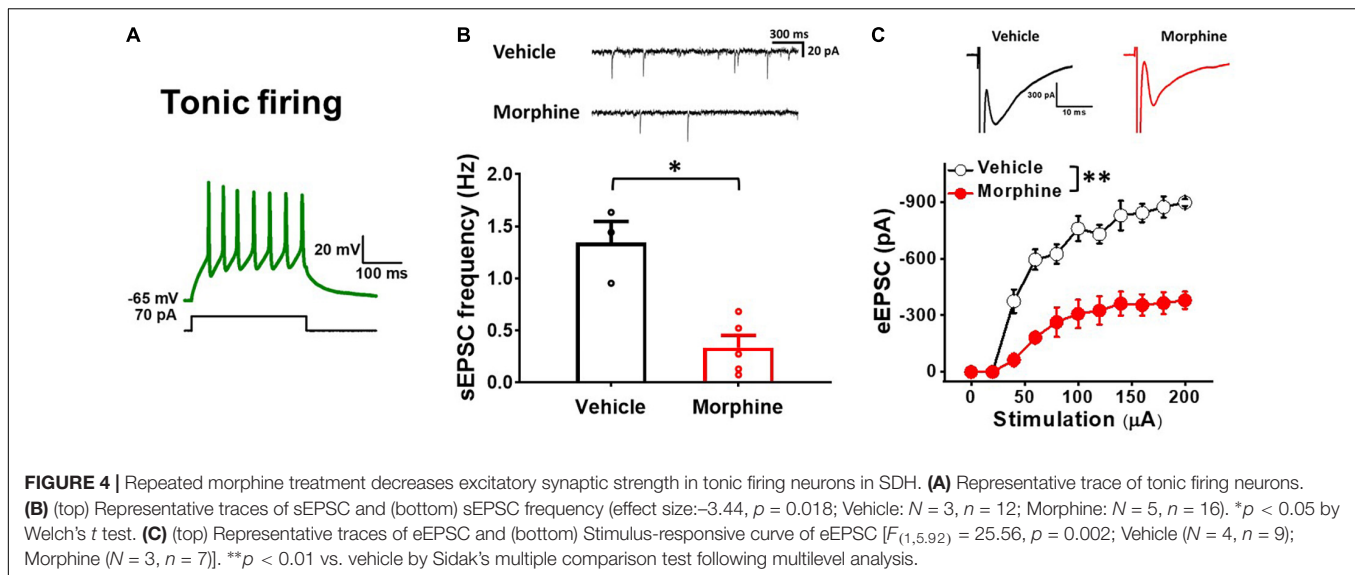 A
Tonic firing
20 mV
100 ms
-65 mV
70 pA
B
Vehicle
300 ms
20 pA
Morphine
*
sEPSC frequency (Hz)
2.0
1.5
1.0
0.5
0.0
Vehicle
Morphine
C
Vehicle
Morphine
300 pA
10 ms
Vehicle
Morphine
**
eEPSC (pA)
-900
-600
-300
0
0
50
100
150
200
Stimulation (μA)
FIGURE 4 | Repeated morphine treatment decreases excitatory synaptic strength in tonic firing neurons in SDH. (A) Representative trace of tonic firing neurons.
(B) (top) Representative traces of sEPSC and (bottom) sEPSC frequency (effect size:–3.44, p = 0.018; Vehicle: N = 3, n = 12; Morphine: N = 5, n = 16). *p < 0.05 by
Welch's t test. (C) (top) Representative traces of eEPSC and (bottom) Stimulus-responsive curve of eEPSC [F(1,5.92) = 25.56, p = 0.002; Vehicle (N = 4, n = 9);
Morphine (N = 3, n = 7)]. **p < 0.01 vs. vehicle by Sidak's multiple comparison test following multilevel analysis.